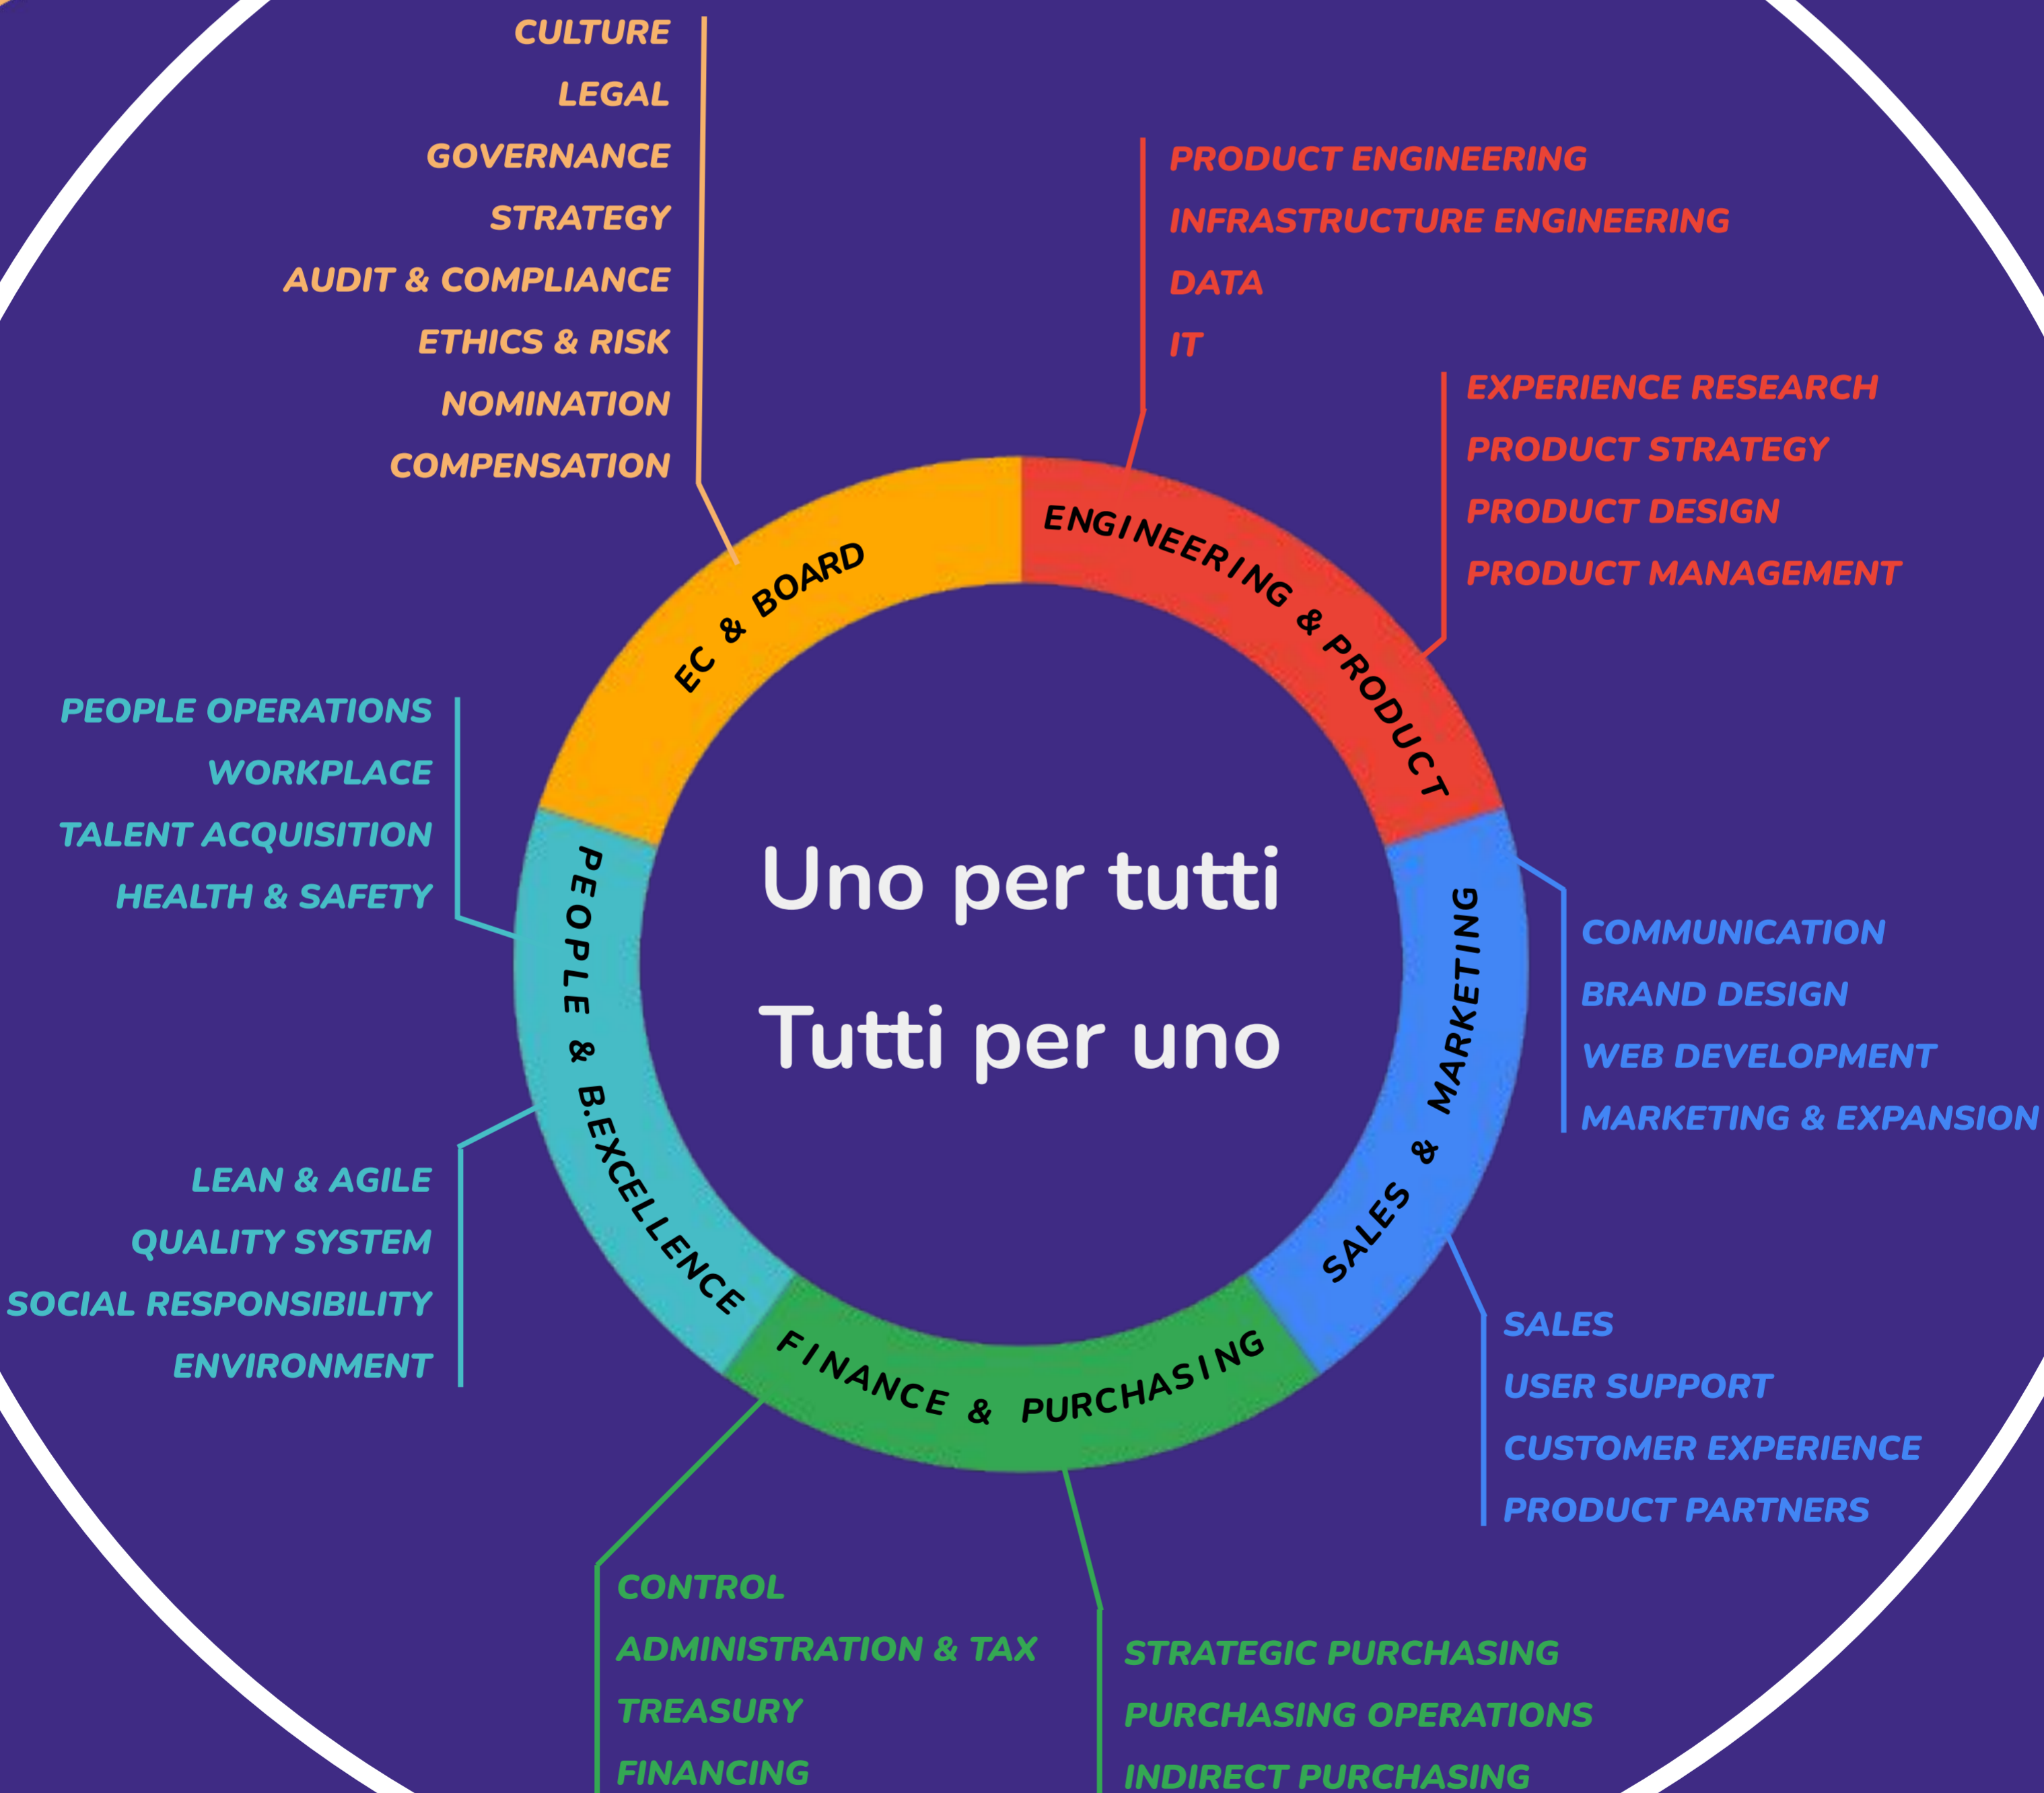 CULTURE
LEGAL
GOVERNANCE
STRATEGY
AUDIT & COMPLIANCE
ETHICS & RISK
NOMINATION
COMPENSATION
PRODUCT ENGINEERING
INFRASTRUCTURE ENGINEERING
DATA
IT
EXPERIENCE RESEARCH
PRODUCT STRATEGY
PRODUCT DESIGN
PRODUCT MANAGEMENT
EC & BOARD
ENGINEERING & PRODUCT
PEOPLE OPERATIONS
WORKPLACE
TALENT ACQUISITION
HEALTH & SAFETY
PEOPLE & B.EXCELLENCE
Uno per tutti
Tutti per uno
SALES & MARKETING
COMMUNICATION
BRAND DESIGN
WEB DEVELOPMENT
MARKETING & EXPANSION
LEAN & AGILE
QUALITY SYSTEM
SOCIAL RESPONSIBILITY
ENVIRONMENT
FINANCE & PURCHASING
SALES
USER SUPPORT
CUSTOMER EXPERIENCE
PRODUCT PARTNERS
CONTROL
ADMINISTRATION & TAX
TREASURY
FINANCING
STRATEGIC PURCHASING
PURCHASING OPERATIONS
INDIRECT PURCHASING